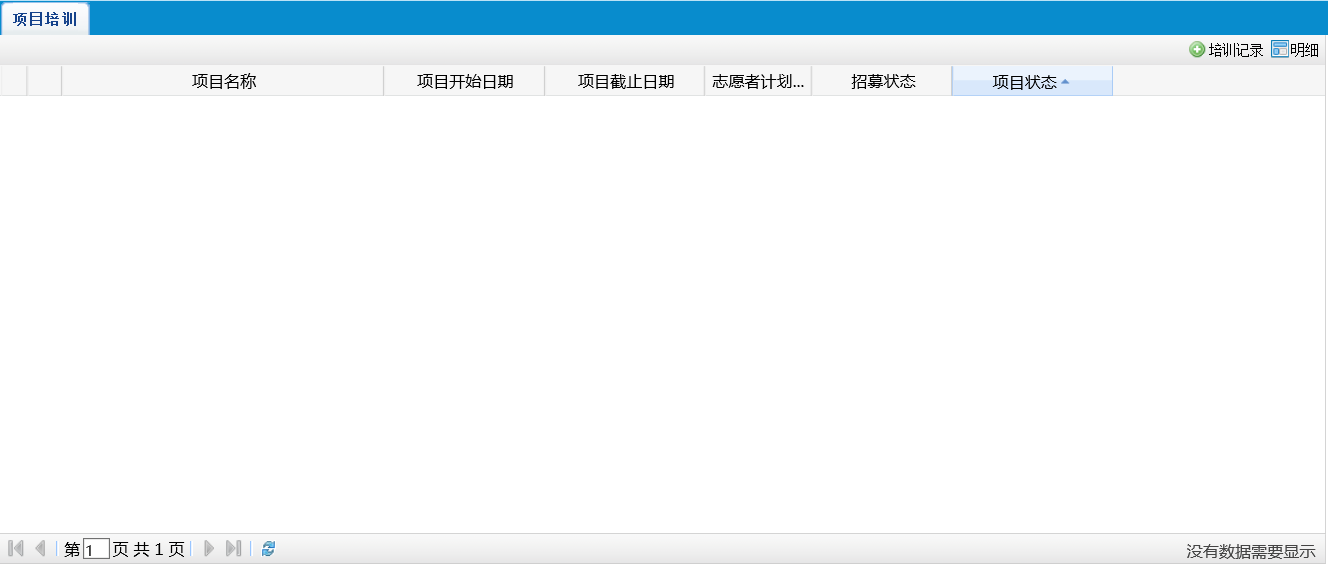 项目培训
培训记录 明细
项目名称 项目开始日期 项目截止日期 志愿者计划... 招募状态 项目状态
第 1 页 共 1 页
没有数据需要显示